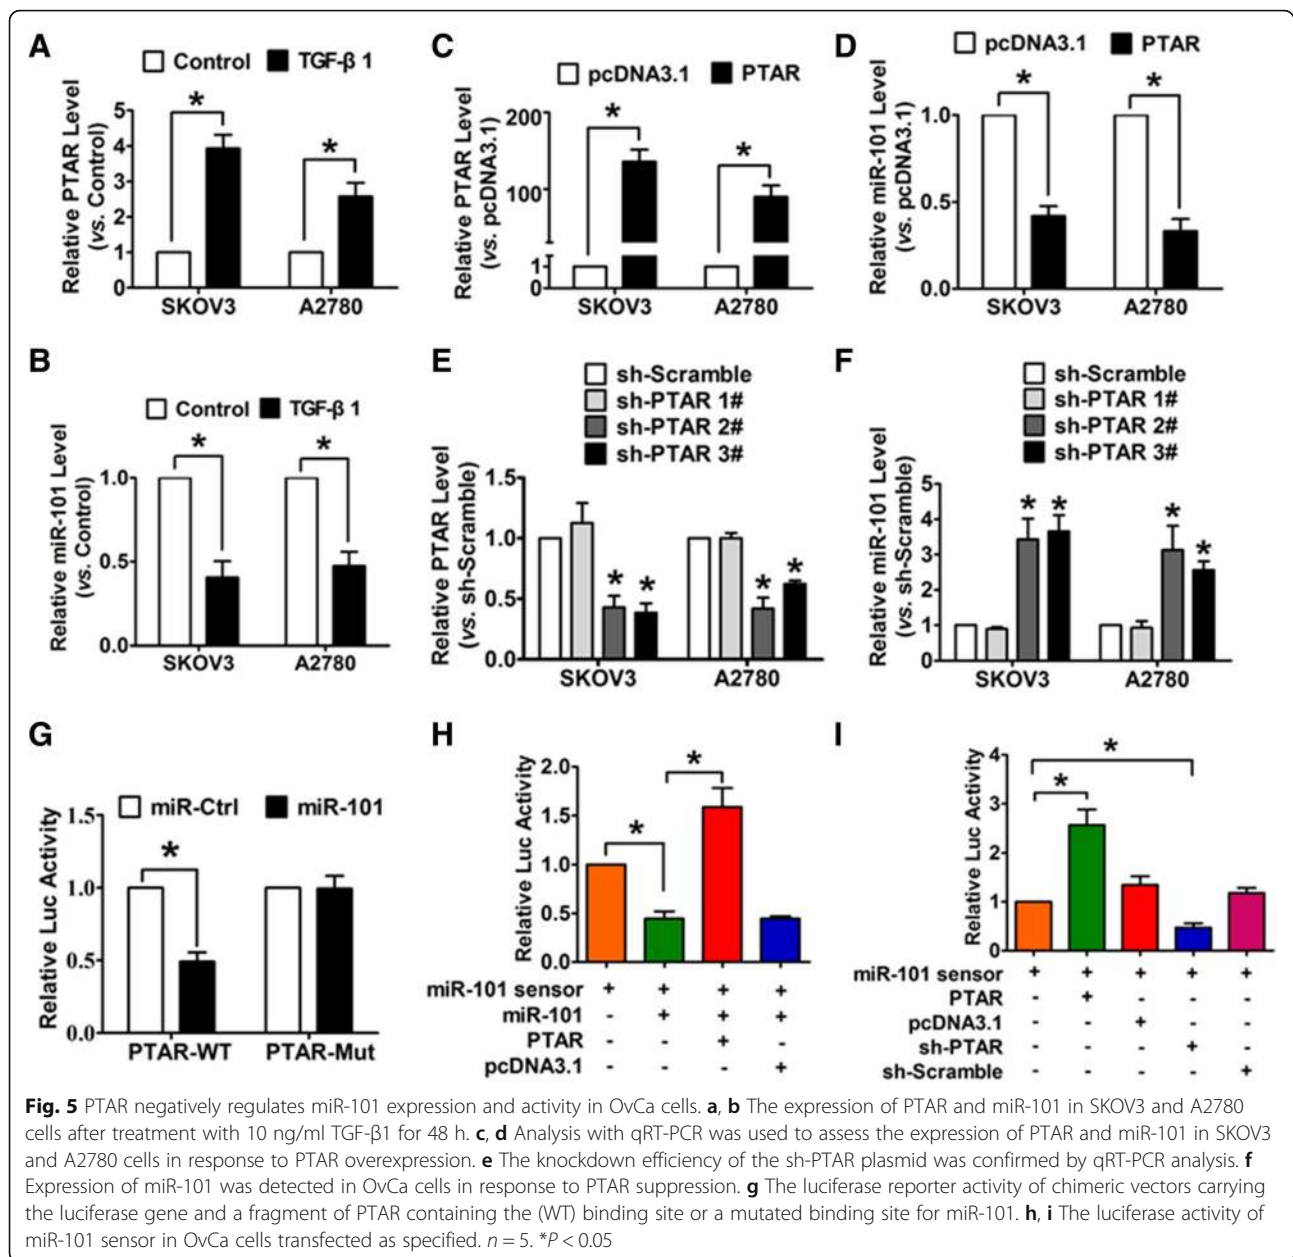 A
Control TGF-β 1
Relative PTAR Level
(vs. Control)
5
4
3
2
1
0
*
*
SKOV3 A2780
C
pcDNA3.1 PTAR
Relative PTAR Level
(vs. pcDNA3.1)
200
100
1
0
*
*
SKOV3 A2780
D
pcDNA3.1 PTAR
Relative miR-101 Level
(vs. pcDNA3.1)
1.0
0.5
0.0
*
*
SKOV3 A2780
B
Control TGF-β 1
Relative miR-101 Level
(vs. Control)
1.0
0.5
0.0
*
*
SKOV3 A2780
E
sh-Scramble
sh-PTAR 1#
sh-PTAR 2#
sh-PTAR 3#
Relative PTAR Level
(vs. sh-Scramble)
1.5
1.0
0.5
0.0
* * * *
SKOV3 A2780
F
sh-Scramble
sh-PTAR 1#
sh-PTAR 2#
sh-PTAR 3#
Relative miR-101 Level
(vs. sh-Scramble)
5
4
3
2
1
0
* * * *
SKOV3 A2780
G
miR-Ctrl miR-101
Relative Luc Activity
1.5
1.0
0.5
0.0
*
PTAR-WT PTAR-Mut
H
Relative Luc Activity
2.0
1.5
1.0
0.5
0.0
*
*
miR-101 sensor + + + +
miR-101 - + + +
PTAR - - + -
pcDNA3.1 - - - +
I
Relative Luc Activity
4
3
2
1
0
*
*
miR-101 sensor + + + + +
PTAR - + - - -
pcDNA3.1 - - + - -
sh-PTAR - - - + -
sh-Scramble - - - - +
Fig. 5 PTAR negatively regulates miR-101 expression and activity in OvCa cells. a, b The expression of PTAR and miR-101 in SKOV3 and A2780
cells after treatment with 10 ng/ml TGF-β1 for 48 h. c, d Analysis with qRT-PCR was used to assess the expression of PTAR and miR-101 in SKOV3
and A2780 cells in response to PTAR overexpression. e The knockdown efficiency of the sh-PTAR plasmid was confirmed by qRT-PCR analysis. f
Expression of miR-101 was detected in OvCa cells in response to PTAR suppression. g The luciferase reporter activity of chimeric vectors carrying
the luciferase gene and a fragment of PTAR containing the (WT) binding site or a mutated binding site for miR-101. h, i The luciferase activity of
miR-101 sensor in OvCa cells transfected as specified. n = 5. *P < 0.05